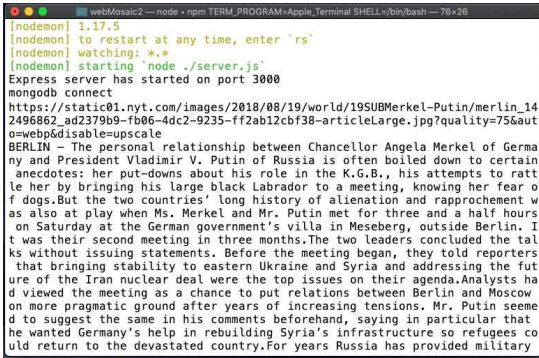 webMosaic2 — node • npm TERM_PROGRAM=Apple_Terminal SHELL=/bin/bash — 76×26
[nodemon] 1.17.5
[nodemon] to restart at any time, enter `rs`
[nodemon] watching: *.*
[nodemon] starting `node ./server.js`
Express server has started on port 3000
mongodb connect
https://static01.nyt.com/images/2018/08/19/world/19SUBMerkel-Putin/merlin_14
2496862_ad2379b9-fb06-4dc2-9235-ff2ab12cbf38-articleLarge.jpg?quality=75&aut
o=webp&disable=upscale
BERLIN — The personal relationship between Chancellor Angela Merkel of Germa
ny and President Vladimir V. Putin of Russia is often boiled down to certain
 anecdotes: her put-downs about his role in the K.G.B., his attempts to ratt
le her by bringing his large black Labrador to a meeting, knowing her fear o
f dogs.But the two countries’ long history of alienation and rapprochement w
as also at play when Ms. Merkel and Mr. Putin met for three and a half hours
 on Saturday at the German government’s villa in Meseberg, outside Berlin. I
t was their second meeting in three months.The two leaders concluded the tal
ks without issuing statements. Before the meeting began, they told reporters
 that bringing stability to eastern Ukraine and Syria and addressing the fut
ure of the Iran nuclear deal were the top issues on their agenda.Analysts ha
d viewed the meeting as a chance to put relations between Berlin and Moscow
on more pragmatic ground after years of increasing tensions. Mr. Putin seeme
d to suggest the same in his comments beforehand, saying in particular that
he wanted Germany’s help in rebuilding Syria’s infrastructure so refugees co
uld return to the devastated country.For years Russia has provided military